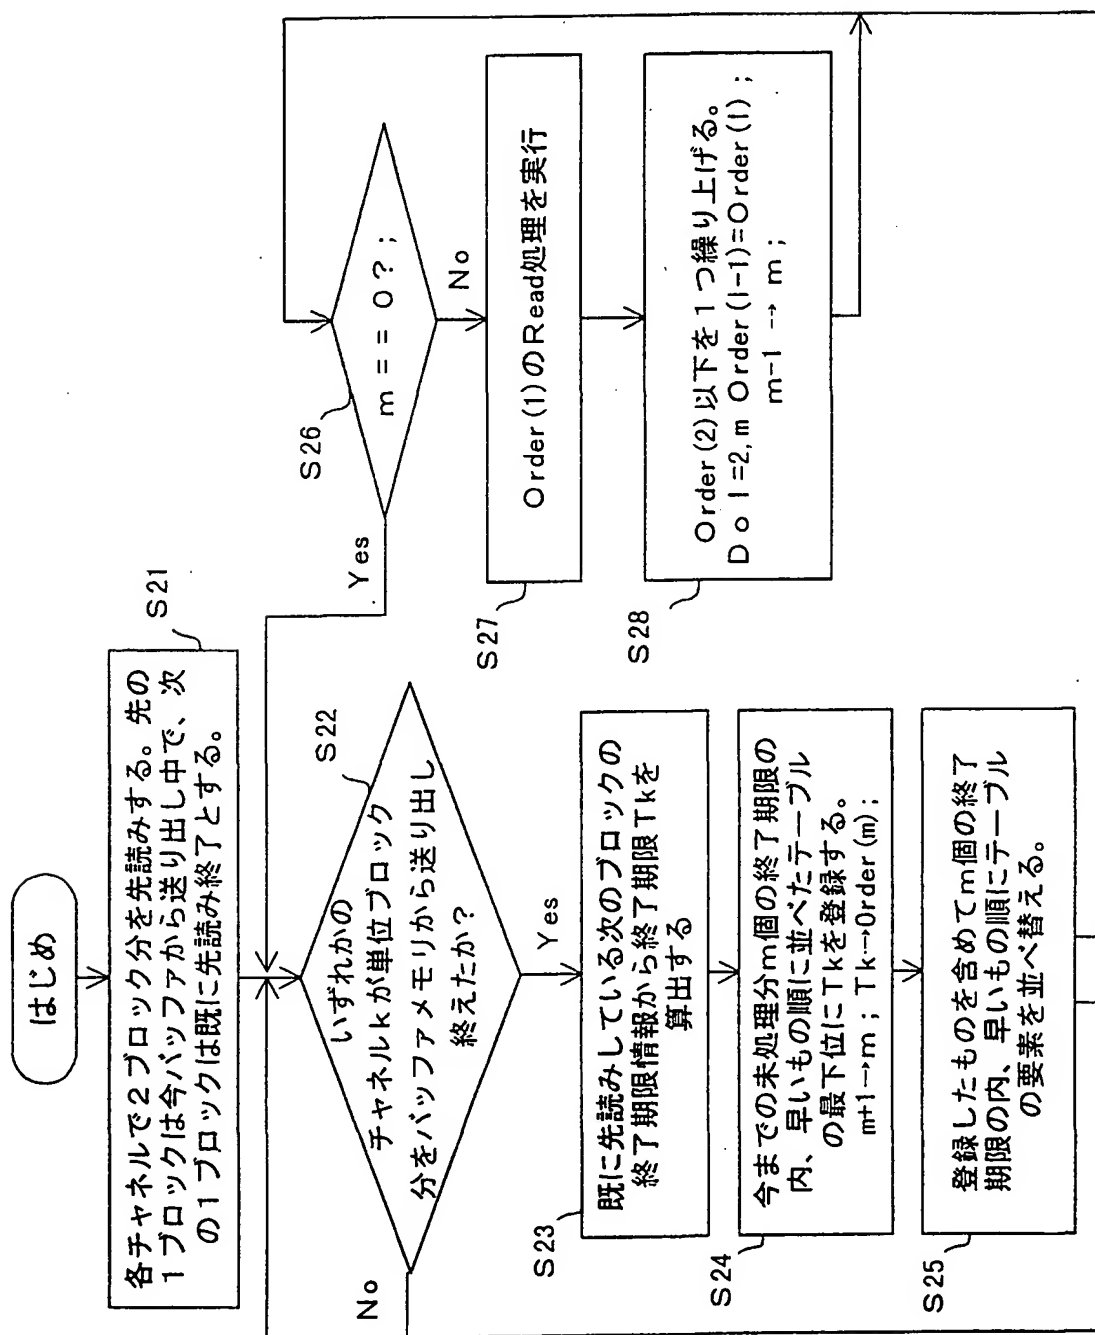 はじめ
S21
各チャネルで2ブロック分を先読みする。先の
1ブロックは今バッファから送り出し中で、次
の1ブロックは既に先読み終了とする。
S22
いずれかの
チャネルkが単位ブロック
分をバッファメモリから送り出し
終えたか?
No
Yes
S23
既に先読みしている次のブロックの
終了期限情報から終了期限Tkを
算出する
S24
今までの未処理分m個の終了期限の
内、早いもの順に並べたテーブル
の最下位にTkを登録する。
m+1→m; Tk→Order(m);
S25
登録したものを含めてm個の終了
期限の内、早いもの順にテーブル
の要素を並べ替える。
S26
m==0?;
Yes
No
S27
Order(1)のRead処理を実行
S28
Order(2)以下を1つ繰り上げる。
Do l=2,m Order(l-1)=Order(l);
m-1→m;